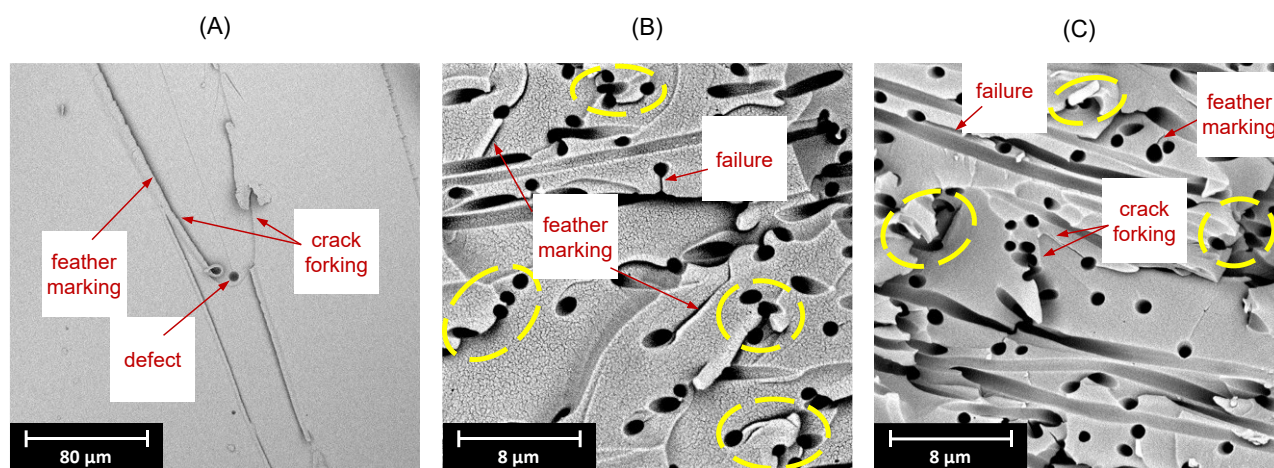 (A)
(B)
(C)
feather
marking
crack
forking
defect
80 μm
failure
feather
marking
8 μm
failure
feather
marking
crack
forking
8 μm